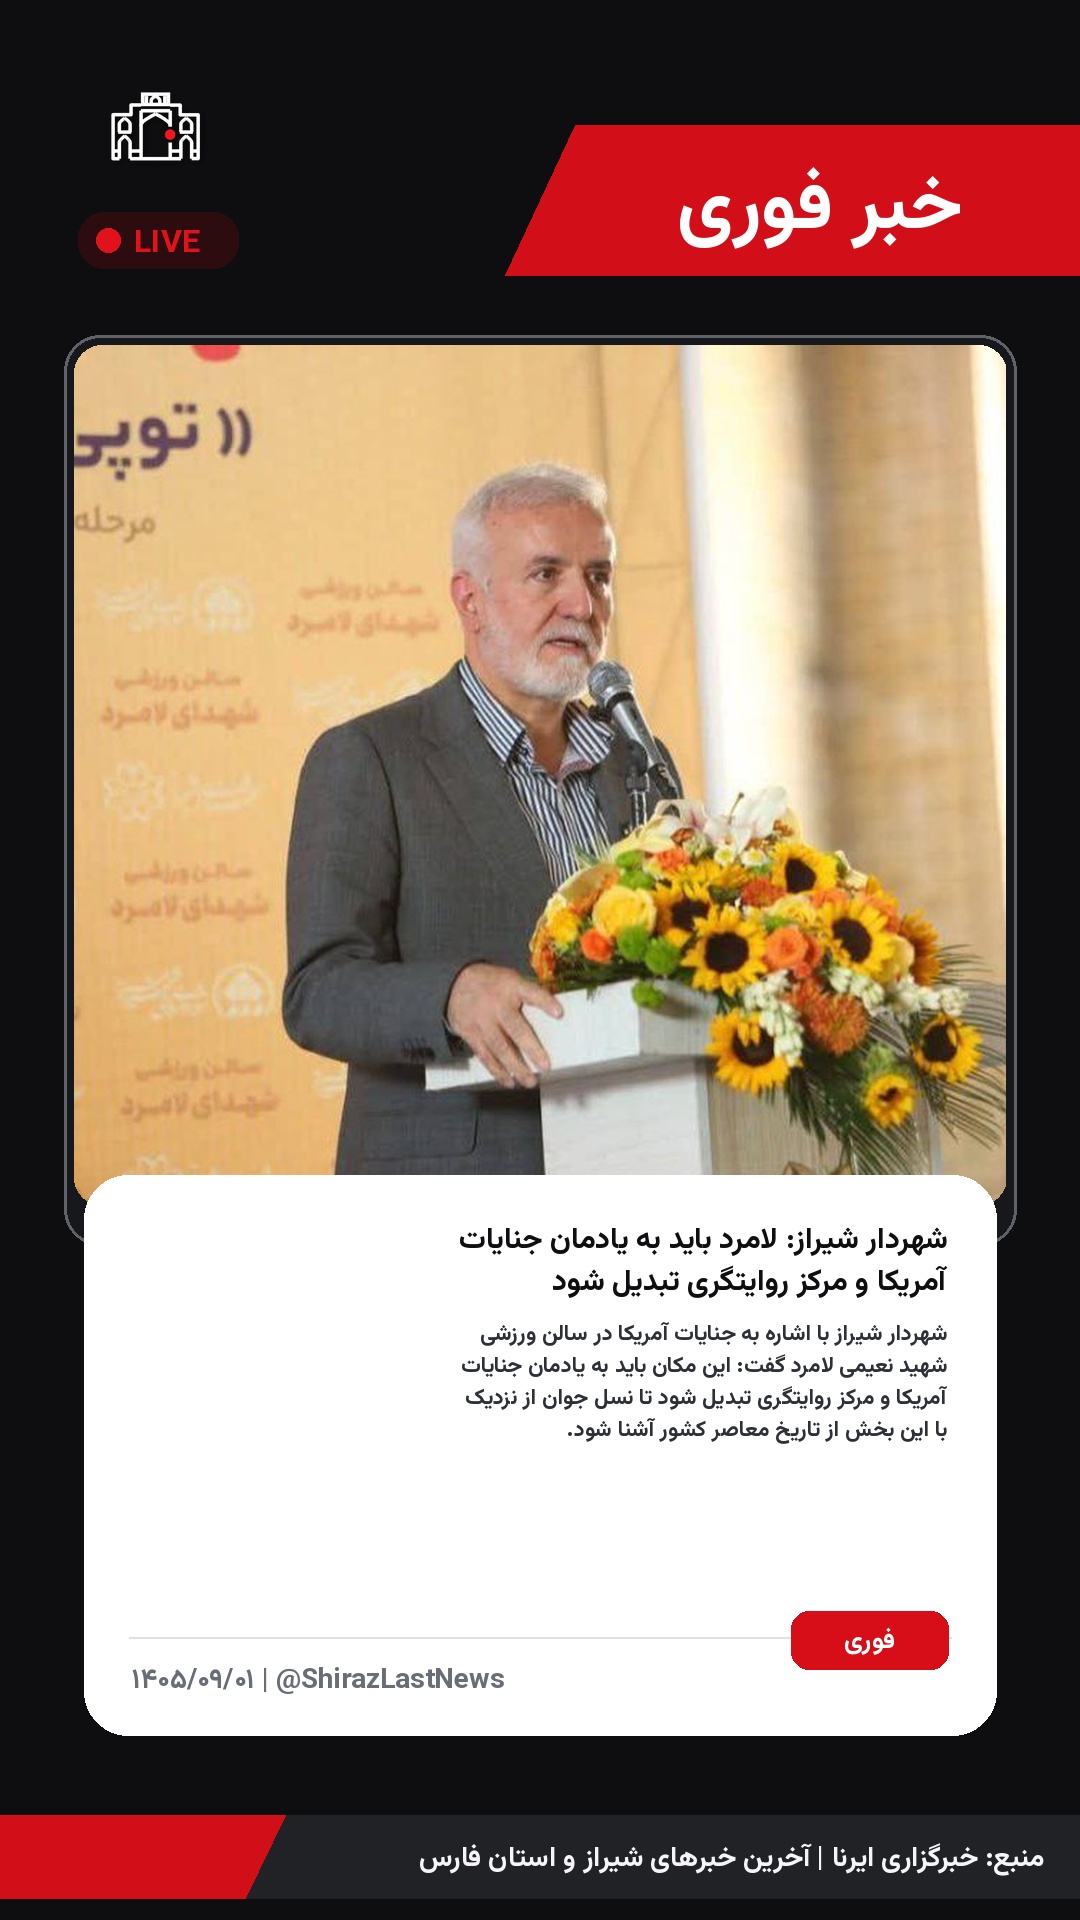 خبر فوری
LIVE
« توپی
مرحله
سالن ورزشی
شهدای لامرد
سالن ورزشی
شهدای لامرد
سالن ورزشی
شهدای لامرد
سالن ورزشی
شهدای لامرد
شهردار شیراز: لامرد باید به یادمان جنایات
آمریکا و مرکز روایتگری تبدیل شود
شهردار شیراز با اشاره به جنایات آمریکا در سالن ورزشی
شهید نعیمی لامرد گفت: این مکان باید به یادمان جنایات
آمریکا و مرکز روایتگری تبدیل شود تا نسل جوان از نزدیک
با این بخش از تاریخ معاصر کشور آشنا شود.
فوری
۱۴۰۵/۰۹/۰۱ | @ShirazLastNews
منبع: خبرگزاری ایرنا | آخرین خبرهای شیراز و استان فارس